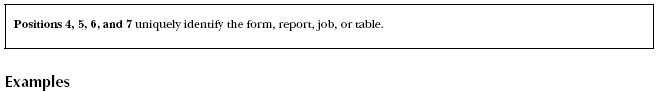 Positions 4, 5, 6, and 7 uniquely identify the form, report, job, or table.
Examples